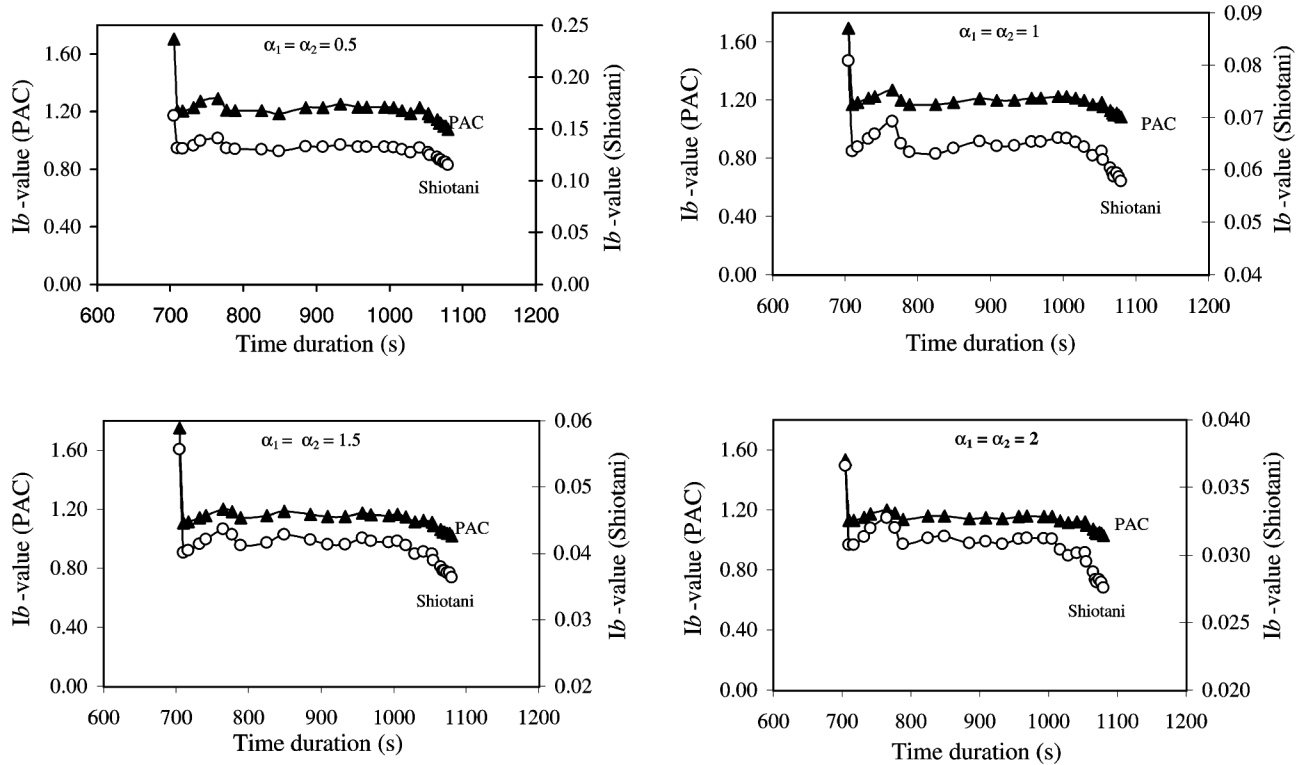 α₁ = α₂ = 0.5
Ib-value (PAC)
1.60
1.20
0.80
0.40
0.00
0.25
0.20
0.15
0.10
0.05
0.00
Ib-value (Shiotani)
PAC
Shiotani
600 700 800 900 1000 1100 1200
Time duration (s)
α₁ = α₂ = 1
Ib-value (PAC)
1.60
1.20
0.80
0.40
0.00
0.09
0.08
0.07
0.06
0.05
0.04
Ib-value (Shiotani)
PAC
Shiotani
600 700 800 900 1000 1100 1200
Time duration (s)
α₁ = α₂ = 1.5
Ib-value (PAC)
1.60
1.20
0.80
0.40
0.00
0.06
0.05
0.04
0.03
0.02
Ib-value (Shiotani)
PAC
Shiotani
600 700 800 900 1000 1100 1200
Time duration (s)
α₁ = α₂ = 2
Ib-value (PAC)
1.60
1.20
0.80
0.40
0.00
0.040
0.035
0.030
0.025
0.020
Ib-value (Shiotani)
PAC
Shiotani
600 700 800 900 1000 1100 1200
Time duration (s)